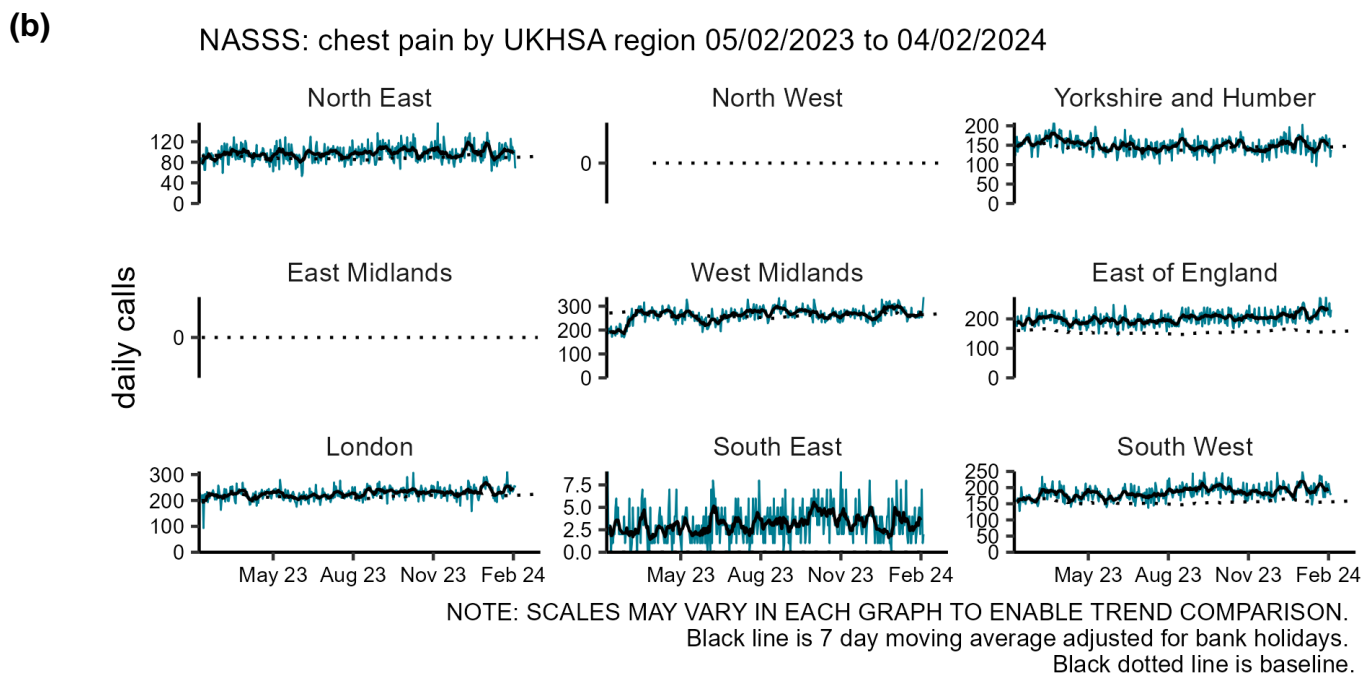 (b)
NASSS: chest pain by UKHSA region 05/02/2023 to 04/02/2024
daily calls
North East
120
80
40
0
North West
0
Yorkshire and Humber
200
150
100
50
0
East Midlands
0
West Midlands
300
200
100
0
East of England
200
100
0
London
300
200
100
0
May 23 Aug 23 Nov 23 Feb 24
South East
7.5
5.0
2.5
0.0
May 23 Aug 23 Nov 23 Feb 24
South West
250
200
150
100
50
0
May 23 Aug 23 Nov 23 Feb 24
NOTE: SCALES MAY VARY IN EACH GRAPH TO ENABLE TREND COMPARISON.
Black line is 7 day moving average adjusted for bank holidays.
Black dotted line is baseline.